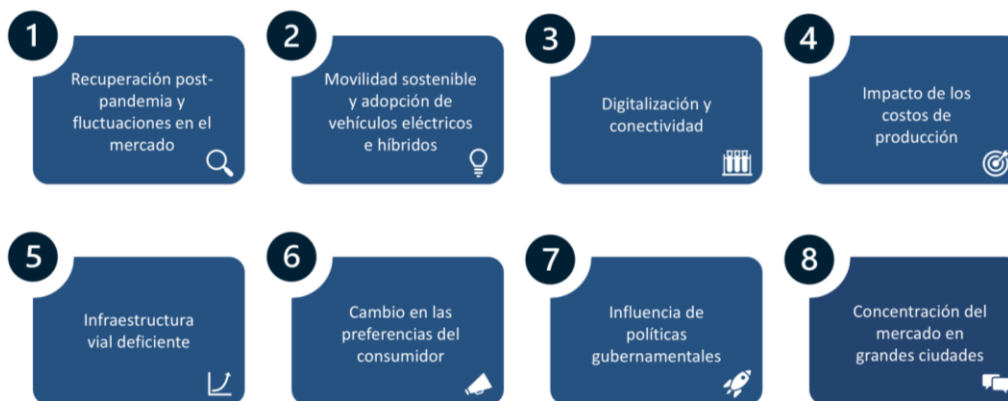 1
Recuperación post-
pandemia y
fluctuaciones en el
mercado
2
Movilidad sostenible
y adopción de
vehículos eléctricos
e híbridos
3
Digitalización y
conectividad
4
Impacto de los
costos de
producción
5
Infraestructura
vial deficiente
6
Cambio en las
preferencias del
consumidor
7
Influencia de
políticas
gubernamentales
8
Concentración del
mercado en
grandes ciudades